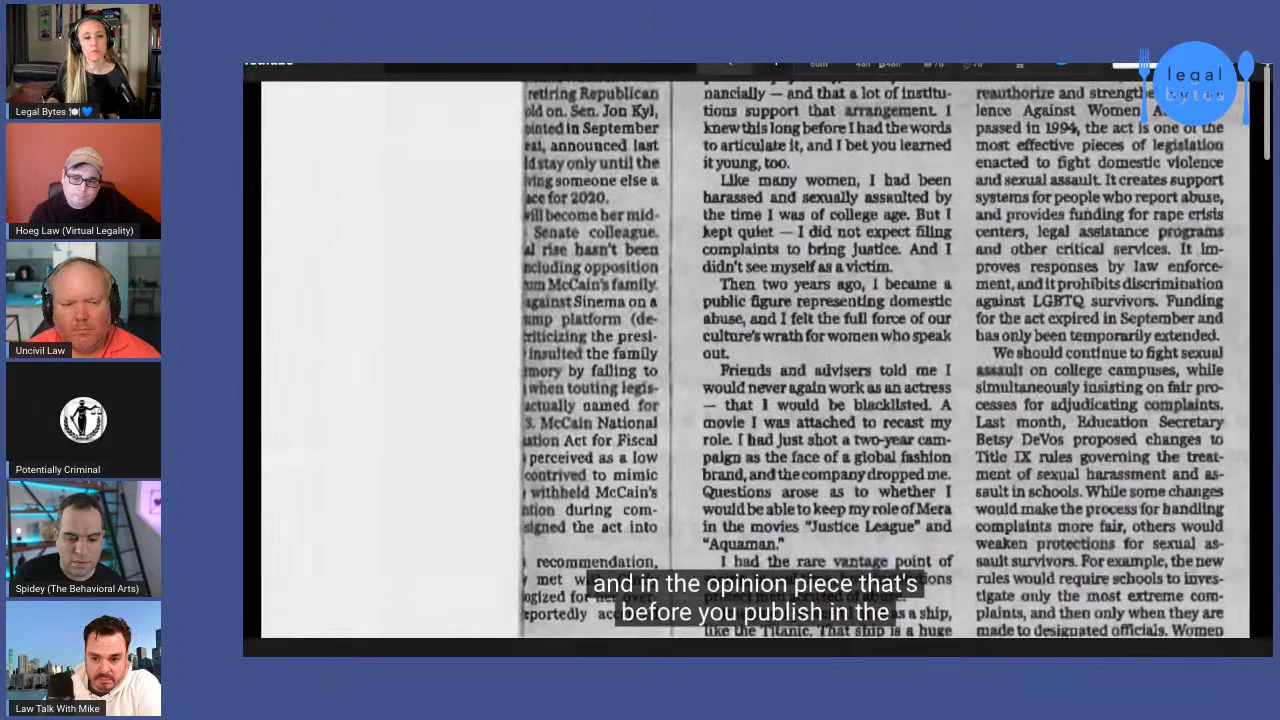 Legal Bytes
Hoeg Law (Virtual Legality)
Uncivil Law
Potentially Criminal
Spidey (The Behavioral Arts)
Law Talk With Mike
legal
bytes
retiring Republican
old on. Sen. Jon Kyl,
in September
announced last
stay only until the
someone else a
for 2020.
will become her mid-
Senate colleague.
rise hasn't been
including opposition
McCain's family.
against Sinema on a
platform (de-
criticizing the presi-
insulted the family
by failing to
when touting legis-
actually named for
S. McCain National
Act for Fiscal
perceived as a low
contrived to mimic
withheld McCain's
during com-
signed the act into
recommendation,
met
for
reportedly
nancially — and that a lot of institu-
tions support that arrangement. I
knew this long before I had the words
to articulate it, and I bet you learned
it young, too.
Like many women, I had been
harassed and sexually assaulted by
the time I was of college age. But I
kept quiet — I did not expect filing
complaints to bring justice. And I
didn't see myself as a victim.
Then two years ago, I became a
public figure representing domestic
abuse, and I felt the full force of our
culture's wrath for women who speak
out.
Friends and advisers told me I
would never again work as an actress
— that I would be blacklisted. A
movie I was attached to recast my
role. I had just shot a two-year cam-
paign as the face of a global fashion
brand, and the company dropped me.
Questions arose as to whether I
would be able to keep my role of Mera
in the movies "Justice League" and
"Aquaman."
I had the rare vantage point of
as a ship,
like the Titanic. That ship is a huge
reauthorize and strengthen
lence Against Women
passed in 1994, the act is one of the
most effective pieces of legislation
enacted to fight domestic violence
and sexual assault. It creates support
systems for people who report abuse,
and provides funding for rape crisis
centers, legal assistance programs
and other critical services. It im-
proves responses by law enforce-
ment, and it prohibits discrimination
against LGBTQ survivors. Funding
for the act expired in September and
has only been temporarily extended.
We should continue to fight sexual
assault on college campuses, while
simultaneously insisting on fair pro-
cesses for adjudicating complaints.
Last month, Education Secretary
Betsy DeVos proposed changes to
Title IX rules governing the treat-
ment of sexual harassment and as-
sault in schools. While some changes
would make the process for handling
complaints more fair, others would
weaken protections for sexual as-
sault survivors. For example, the new
rules would require schools to inves-
tigate only the most extreme com-
plaints, and then only when they are
made to designated officials. Women
and in the opinion piece that's
before you publish in the